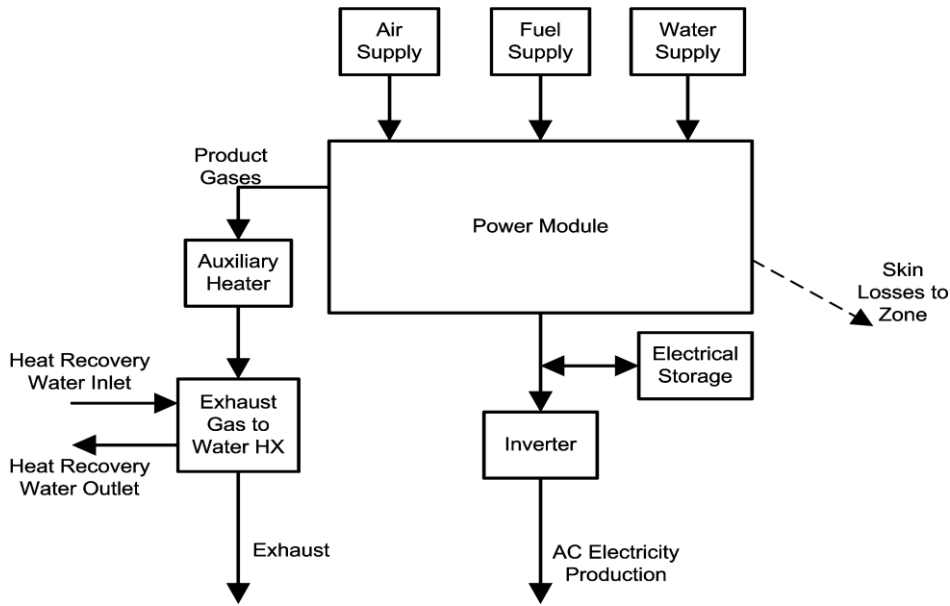 Air
Supply
Fuel
Supply
Water
Supply
Product
Gases
Power Module
Auxiliary
Heater
Skin
Losses to
Zone
Heat Recovery
Water Inlet
Electrical
Storage
Exhaust
Gas to
Water HX
Inverter
Heat Recovery
Water Outlet
Exhaust
AC Electricity
Production